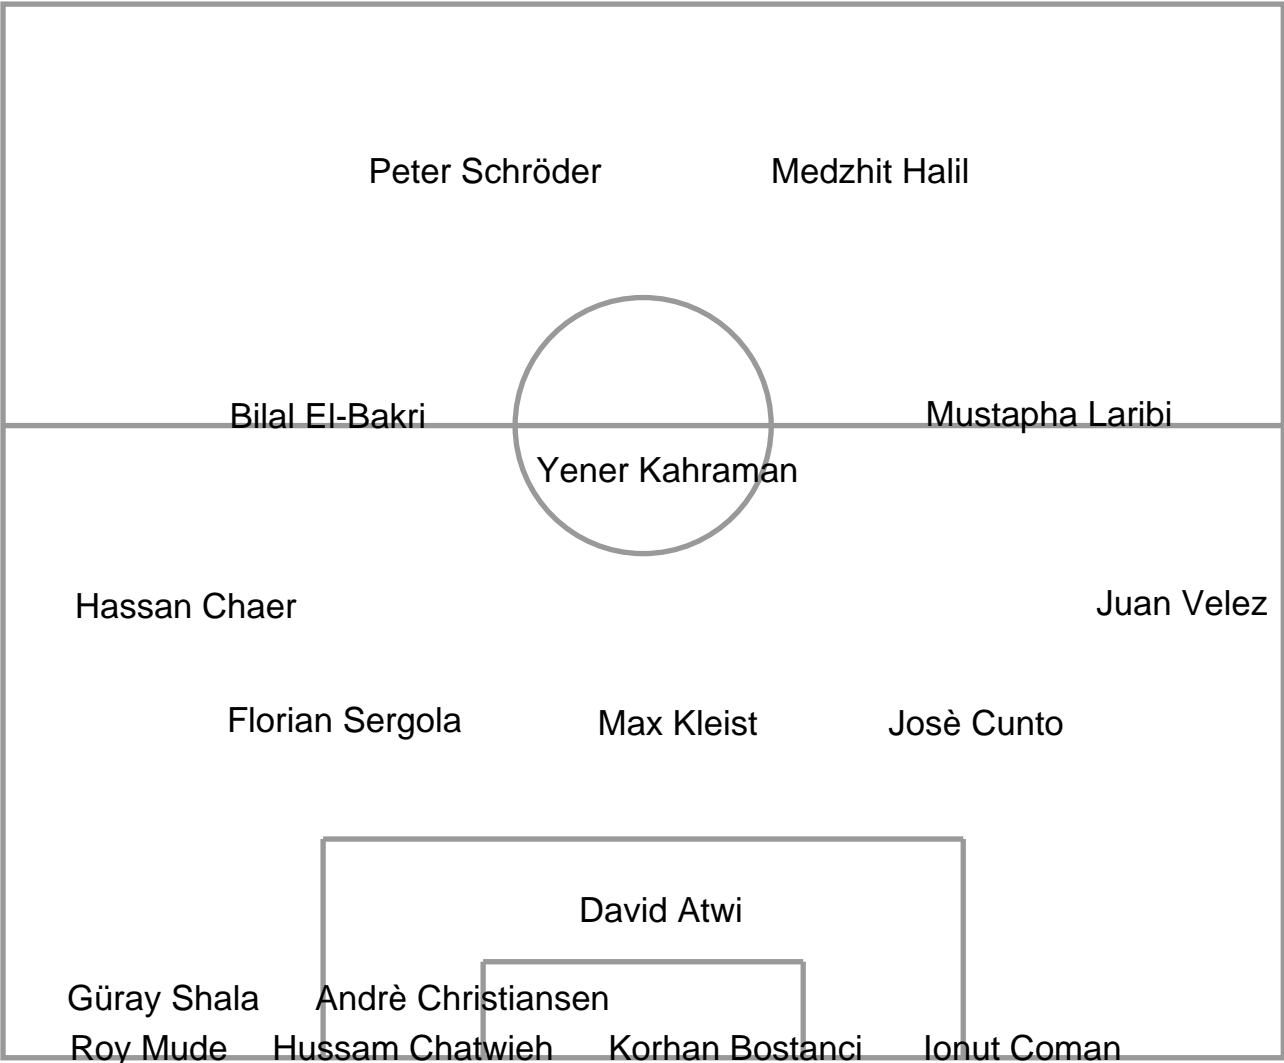 Peter Schröder Medzhit Halil
Bilal El-Bakri Mustapha Laribi
Yener Kahraman
Hassan Chaer Juan Velez
Florian Sergola Max Kleist Josè Cunto
David Atwi
Güray Shala Andrè Christiansen
Roy Mude Hussam Chatwieh Korhan Bostanci Ionut Coman